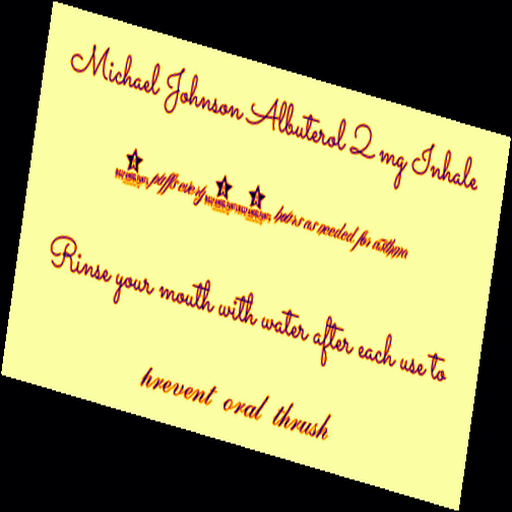 Michael Johnson Albuterol 2 mg Inhale
puffs every hours as needed for asthma
Rinse your mouth with water after each use to
prevent oral thrush